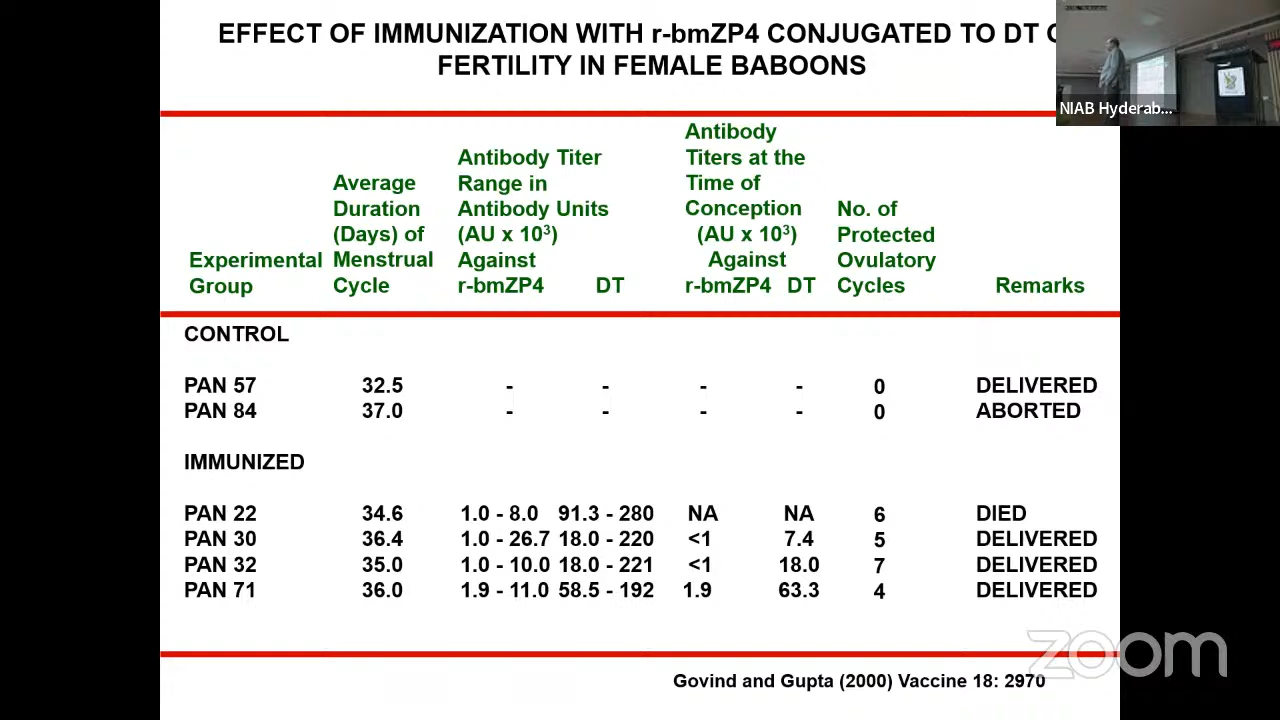 EFFECT OF IMMUNIZATION WITH r-bmZP4 CONJUGATED TO DT
FERTILITY IN FEMALE BABOONS
NIAB Hyderab...
Experimental Group
Average Duration (Days) of Menstrual Cycle
Antibody Titer Range in Antibody Units (AU x 10³) Against r-bmZP4 DT
Antibody Titers at the Time of Conception (AU x 10³) Against r-bmZP4 DT
No. of Protected Ovulatory Cycles
Remarks
CONTROL
PAN 57 32.5 - - - - 0 DELIVERED
PAN 84 37.0 - - - - 0 ABORTED
IMMUNIZED
PAN 22 34.6 1.0 - 8.0 91.3 - 280 NA NA 6 DIED
PAN 30 36.4 1.0 - 26.7 18.0 - 220 <1 7.4 5 DELIVERED
PAN 32 35.0 1.0 - 10.0 18.0 - 221 <1 18.0 7 DELIVERED
PAN 71 36.0 1.9 - 11.0 58.5 - 192 1.9 63.3 4 DELIVERED
zoom
Govind and Gupta (2000) Vaccine 18: 2970